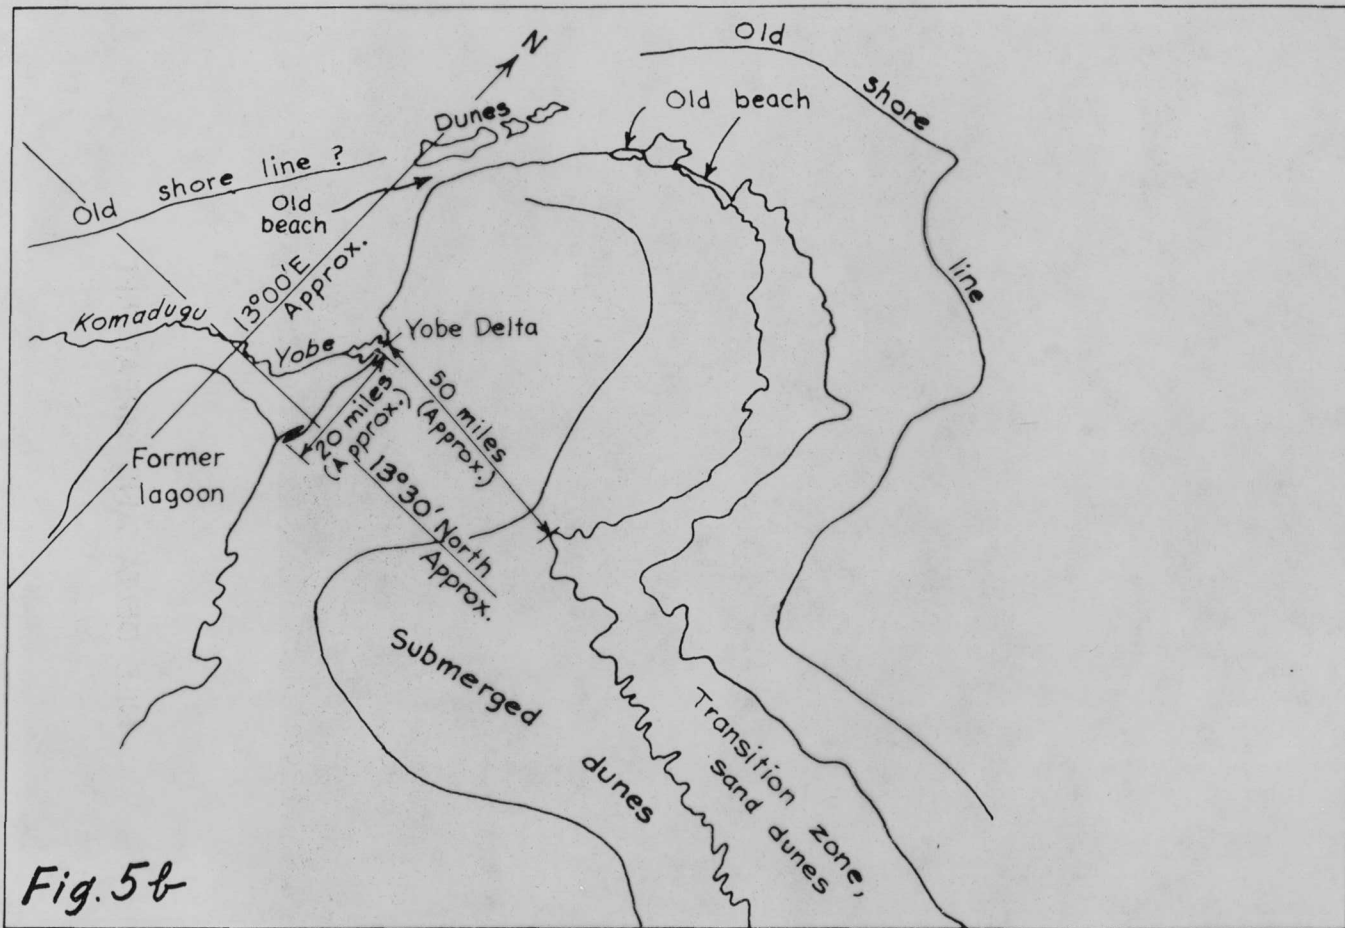 Old
shore
line
N
Dunes
Old beach
Old shore line ?
Old
beach
13°00'E
Approx.
Komadugu
Yobe
Yobe Delta
50 miles
(Approx.)
20 miles
(Approx.)
13°30' North
Approx.
Former
lagoon
Submerged
dunes
Transition zone,
sand dunes
Fig. 5b